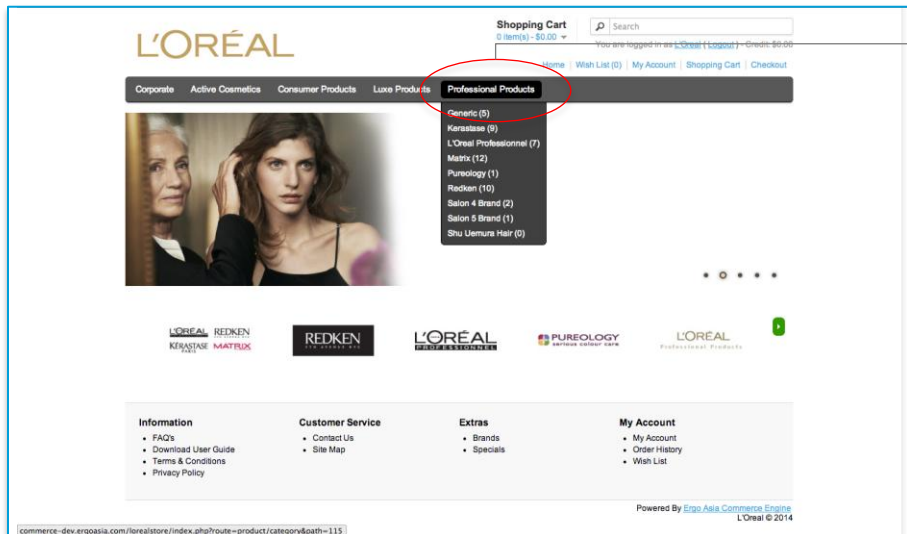 L'ORÉAL
Shopping Cart
0 item(s) - $0.00
Search
You are logged in as L'Oreal ( Logout ) - Credit: $0.00
Home | Wish List (0) | My Account | Shopping Cart | Checkout
Corporate Active Cosmetics Consumer Products Luxe Products Professional Products
Generic (5)
Kerastase (9)
L'Oreal Professionnel (7)
Matrix (12)
Pureology (1)
Redken (10)
Salon 4 Brand (2)
Salon 5 Brand (1)
Shu Uemura Hair (0)
L'ORÉAL REDKEN
KÉRASTASE MATRIX
PARIS
REDKEN
5TH AVENUE NYC
L'ORÉAL
PROFESSIONNEL
PUREOLOGY
serious colour care
L'ORÉAL
Professional Products
Information
FAQ's
Download User Guide
Terms & Conditions
Privacy Policy
Customer Service
Contact Us
Site Map
Extras
Brands
Specials
My Account
My Account
Order History
Wish List
Powered By Ergo Asia Commerce Engine
L'Oreal © 2014
commerce-dev.ergoasia.com/lorealstore/index.php?route=product/category&path=115